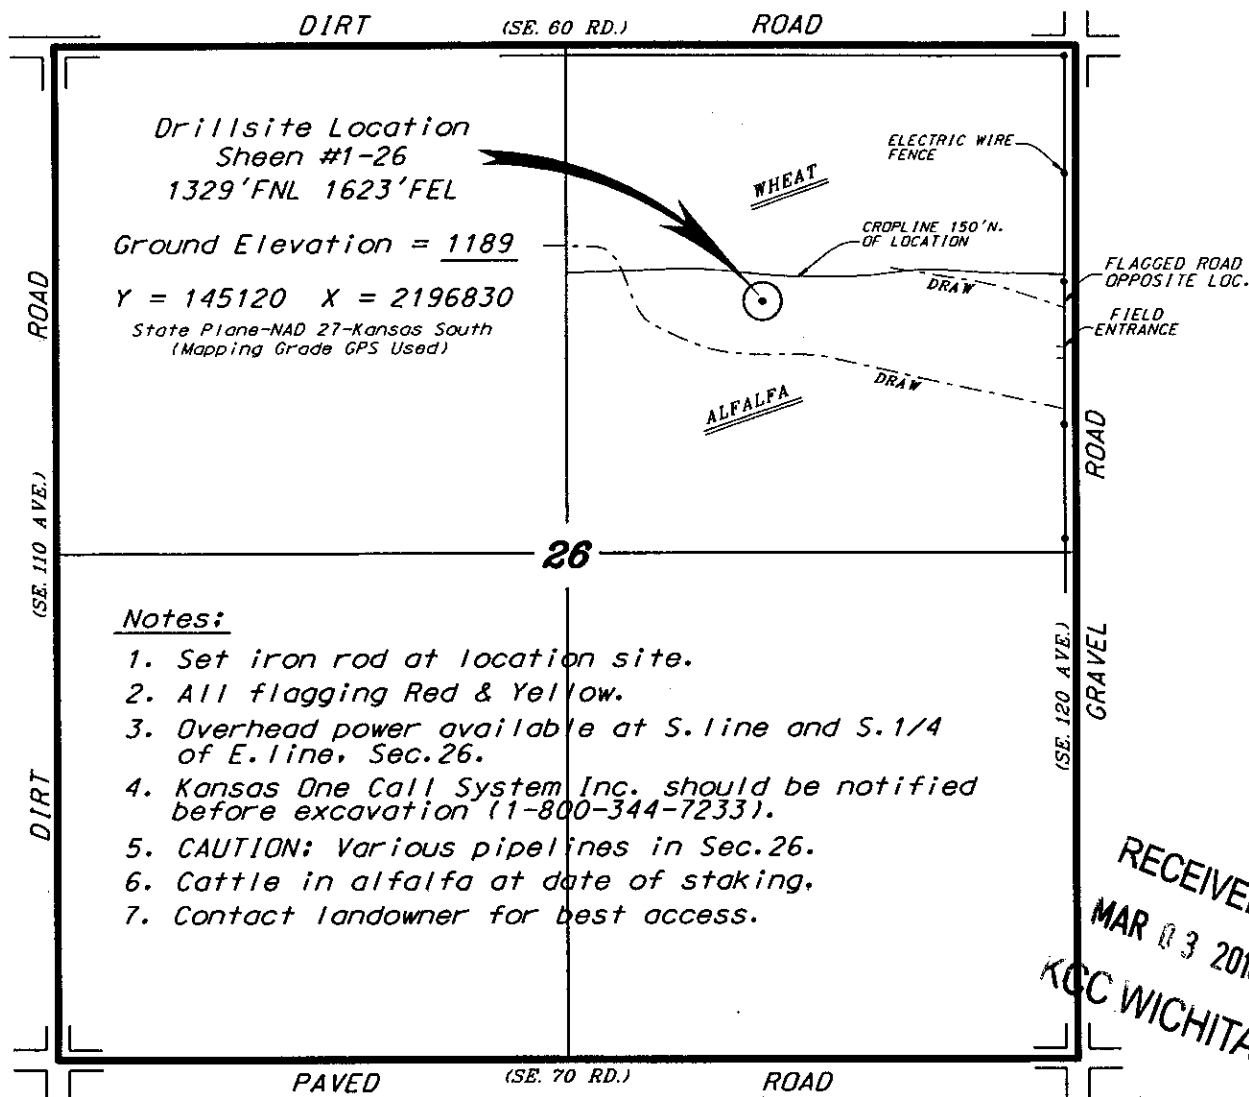 DIRT (SE. 60 RD.) ROAD
Drillsite Location
Sheen #1-26
1329'FNL 1623'FEL
Ground Elevation = 1189
Y = 145120 X = 2196830
State Plane-NAD 27-Kansas South
(Mapping Grade GPS Used)
ELECTRIC WIRE
FENCE
WHEAT
CROPLINE 150'N.
OF LOCATION
DRAW
FLAGGED ROAD
OPPOSITE LOC.
FIELD
ENTRANCE
DRAW
ALFALFA
ROAD
(SE. 110 AVE.)
DIRT
ROAD
(SE. 120 AVE.)
GRAVEL
26
Notes:
1. Set iron rod at location site.
2. All flagging Red & Yellow.
3. Overhead power available at S.line and S.1/4
of E.line, Sec.26.
4. Kansas One Call System Inc. should be notified
before excavation (1-800-344-7233).
5. CAUTION: Various pipelines in Sec.26.
6. Cattle in alfalfa at date of staking.
7. Contact landowner for best access.
RECEIVE
MAR 03 201
KCC WICHITA
PAVED (SE. 70 RD.) ROAD